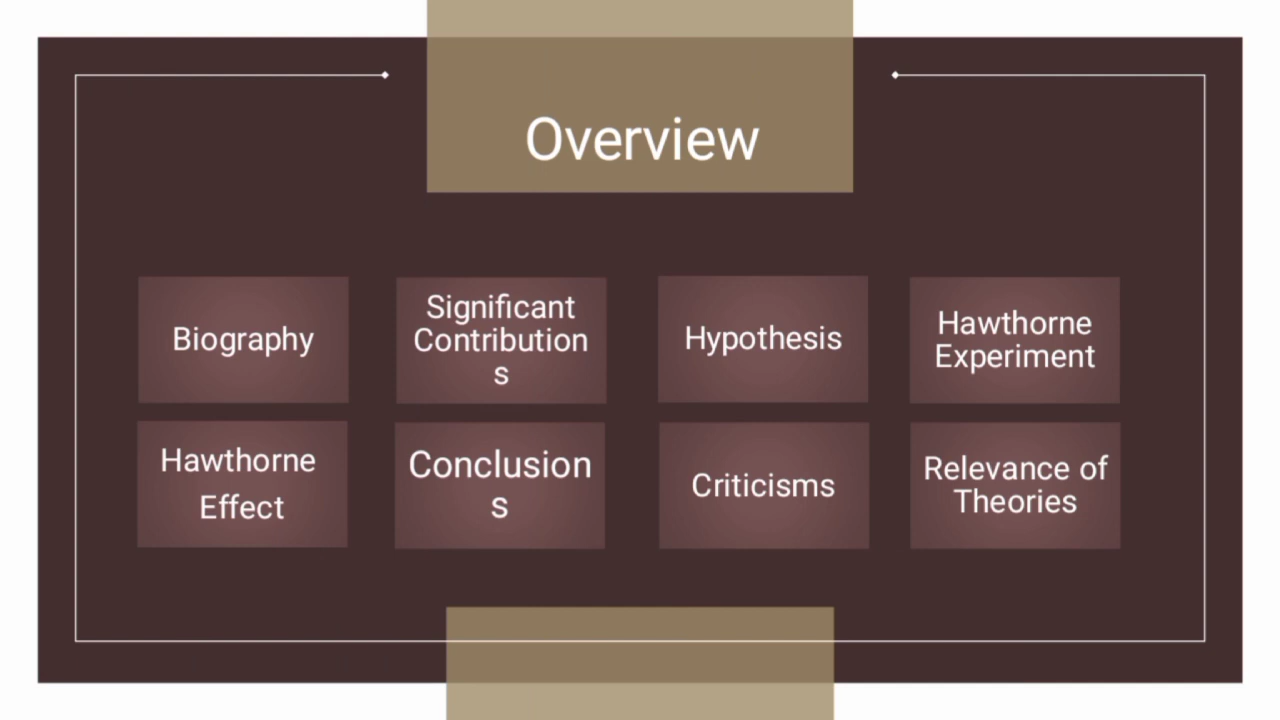 Overview
Biography
Significant
Contribution
s
Hypothesis
Hawthorne
Experiment
Hawthorne
Effect
Conclusion
s
Criticisms
Relevance of
Theories